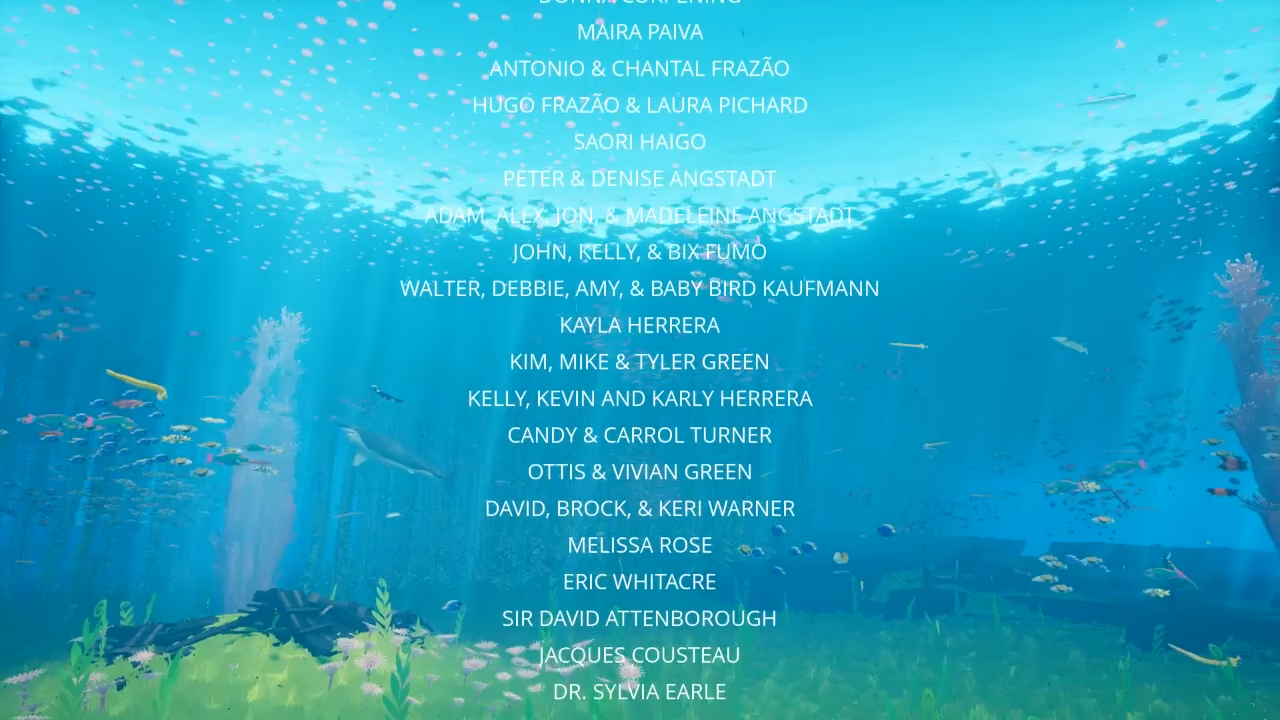 MAIRA PAIVA
ANTONIO & CHANTAL FRAZÃO
HUGO FRAZÃO & LAURA PICHARD
SAORI HAIGO
PETER & DENISE ANGSTADT
ADAM, ALEX, JON, & MADELEINE ANGSTADT
JOHN, KELLY, & BIX FUMO
WALTER, DEBBIE, AMY, & BABY BIRD KAUFMANN
KAYLA HERRERA
KIM, MIKE & TYLER GREEN
KELLY, KEVIN AND KARLY HERRERA
CANDY & CARROL TURNER
OTTIS & VIVIAN GREEN
DAVID, BROCK, & KERI WARNER
MELISSA ROSE
ERIC WHITACRE
SIR DAVID ATTENBOROUGH
JACQUES COUSTEAU
DR. SYLVIA EARLE